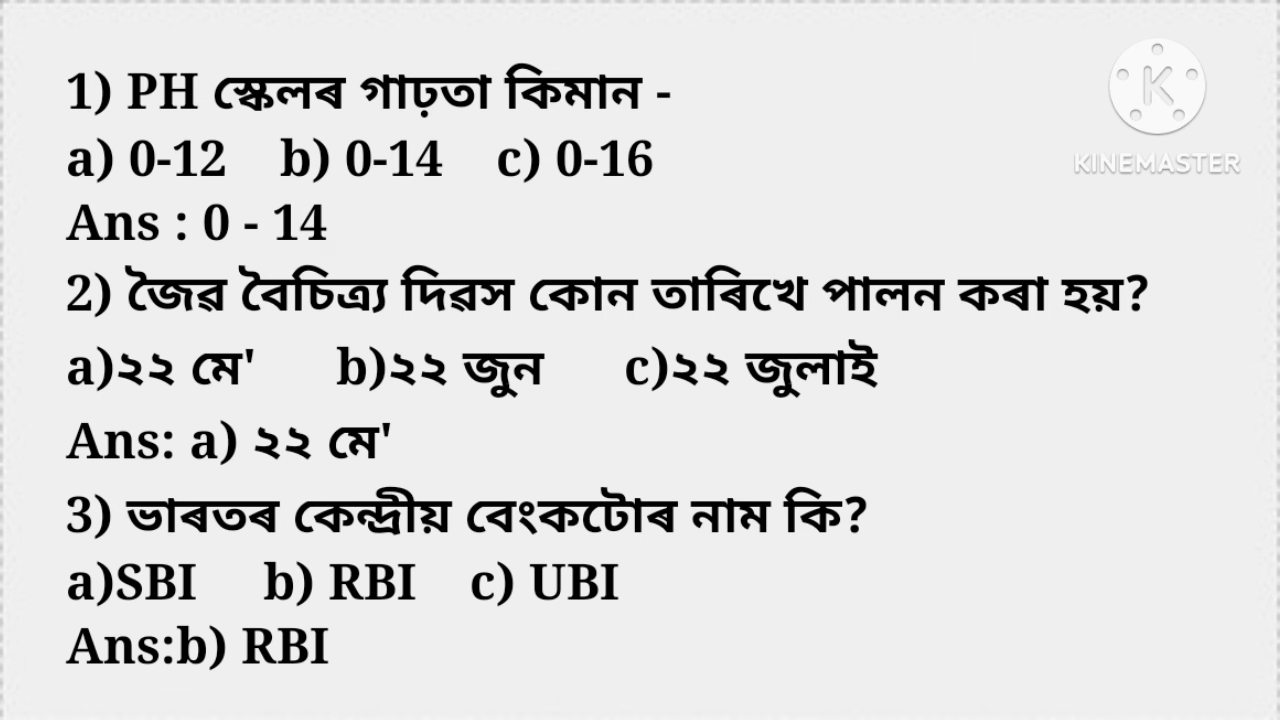 1) PH স্কেলৰ গাঢ়তা কিমান -
a) 0-12 b) 0-14 c) 0-16
Ans : 0 - 14
2) জৈৱ বৈচিত্ৰ্য দিৱস কোন তাৰিখে পালন কৰা হয়?
a)২২ মে' b)২২ জুন c)২২ জুলাই
Ans: a) ২২ মে'
3) ভাৰতৰ কেন্দ্ৰীয় বেংকটোৰ নাম কি?
a)SBI b) RBI c) UBI
Ans:b) RBI
K
KINEMASTER